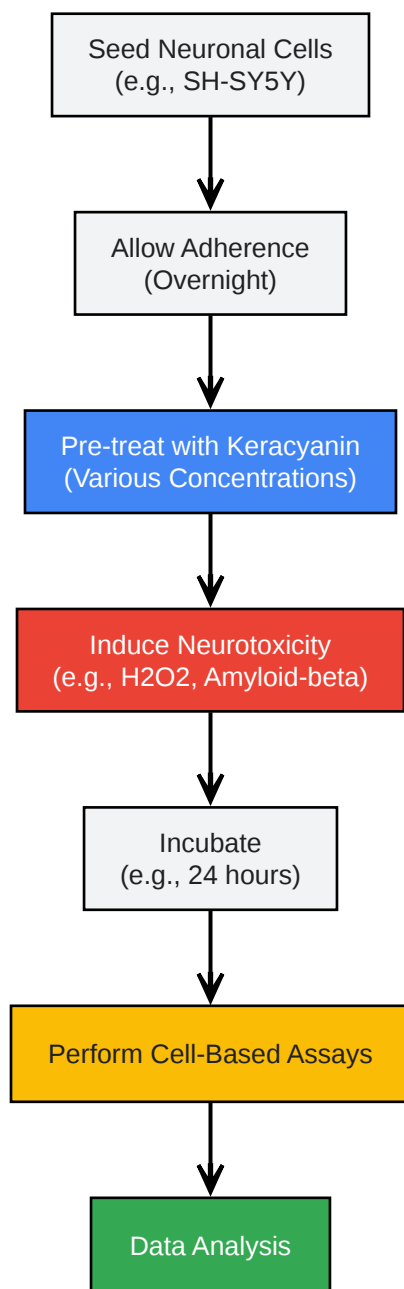 Seed Neuronal Cells
(e.g., SH-SY5Y)
Allow Adherence
(Overnight)
Pre-treat with Keracyanin
(Various Concentrations)
Induce Neurotoxicity
(e.g., H2O2, Amyloid-beta)
Incubate
(e.g., 24 hours)
Perform Cell-Based Assays
Data Analysis